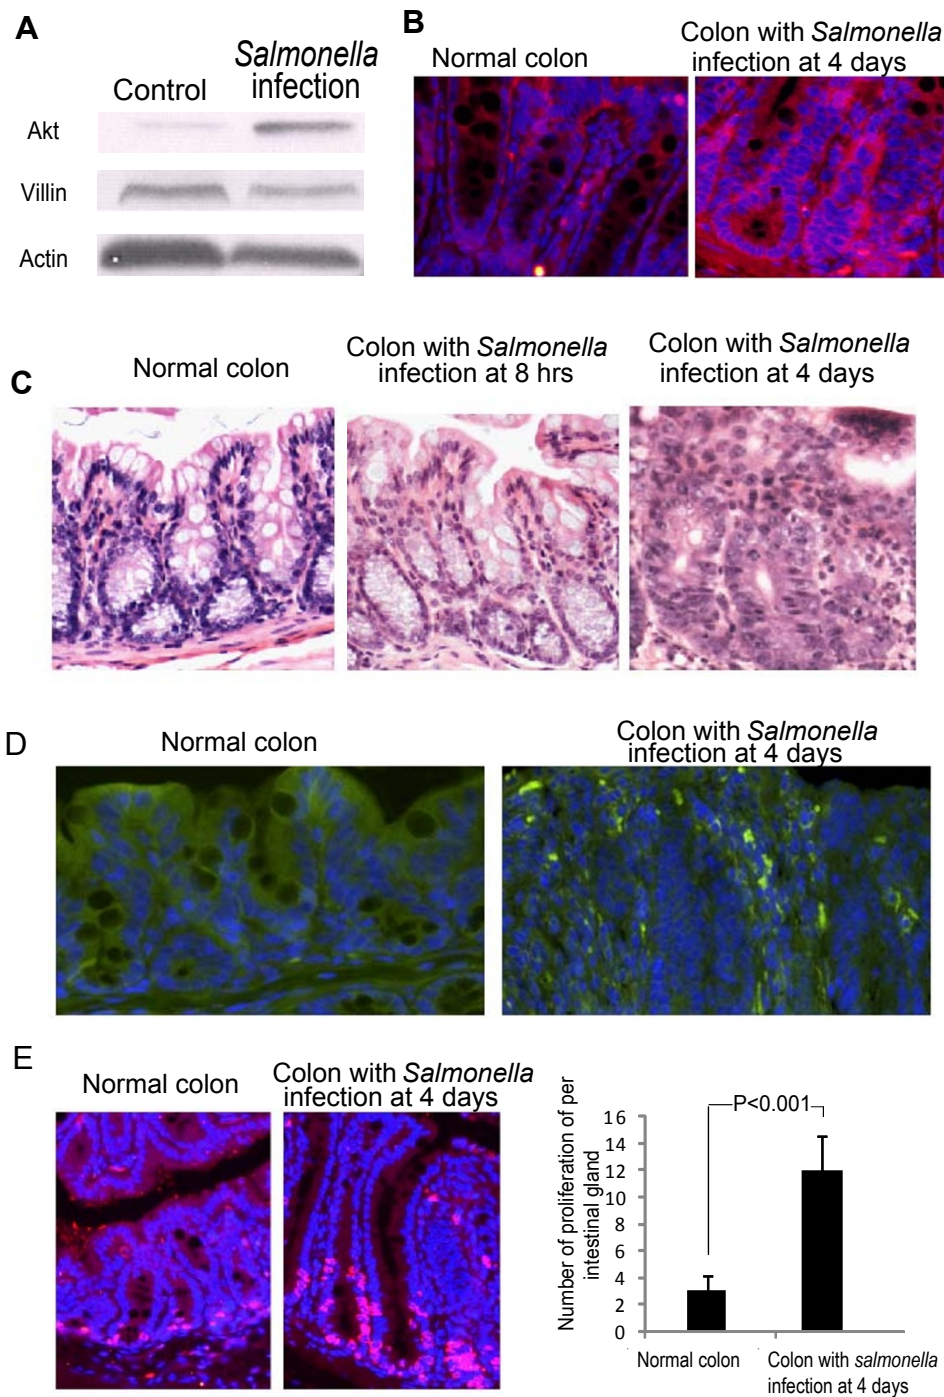 A
Control
Salmonella
infection
Akt
Villin
Actin
B
Normal colon
Colon with Salmonella
infection at 4 days
C
Normal colon
Colon with Salmonella
infection at 8 hrs
Colon with Salmonella
infection at 4 days
D
Normal colon
Colon with Salmonella
infection at 4 days
E
Normal colon
Colon with Salmonella
infection at 4 days
Number of proliferation of per
intestinal gland
16
14
12
10
8
6
4
2
0
P<0.001
Normal colon
Colon with salmonella
infection at 4 days